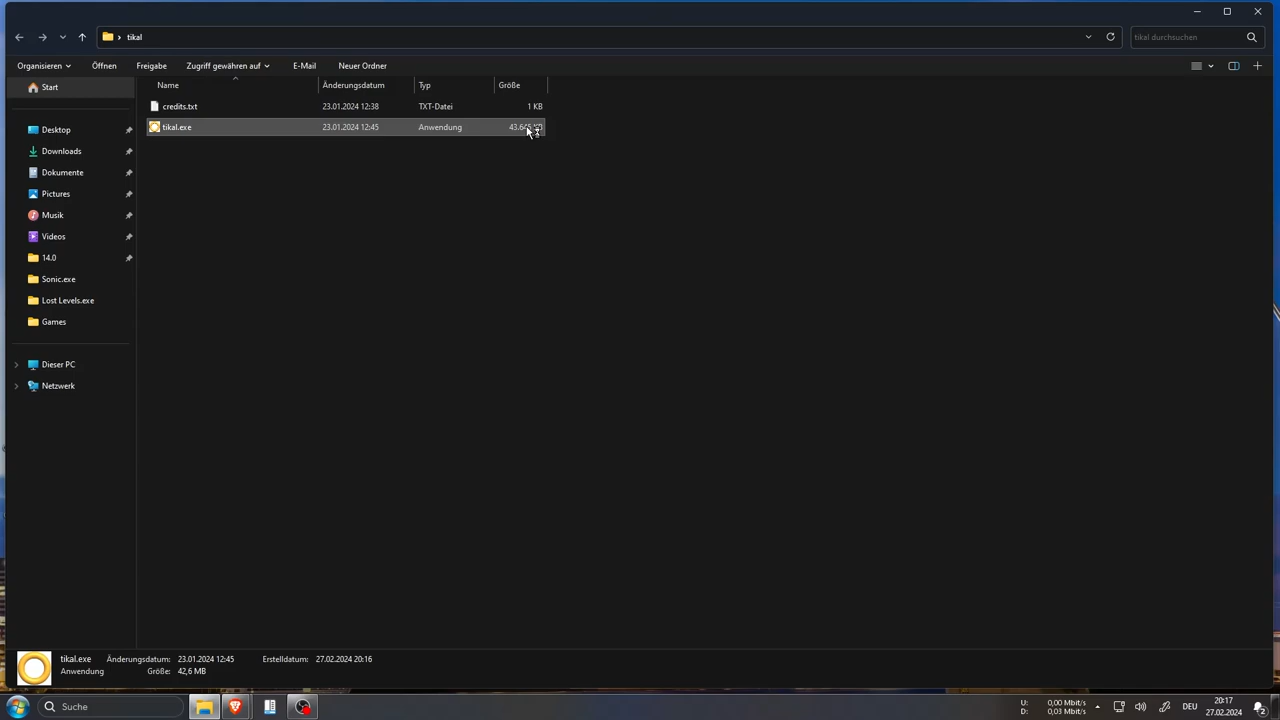 tikal
tikal durchsuchen
Organisieren
Öffnen
Freigabe
Zugriff gewähren auf
E-Mail
Neuer Ordner
Start
Name
Änderungsdatum
Typ
Größe
credits.txt
23.01.2024 12:38
TXT-Datei
1 KB
tikal.exe
23.01.2024 12:45
Anwendung
Desktop
Downloads
Dokumente
Pictures
Musik
Videos
14.0
Sonic.exe
Lost Levels.exe
Games
Dieser PC
Netzwerk
tikal.exe
Änderungsdatum: 23.01.2024 12:45
Erstelldatum: 27.02.2024 20:16
Anwendung
Größe: 42,6 MB
Suche
U: 0,00 Mbit/s
D: 0,03 Mbit/s
DEU
20:17
27.02.2024
2